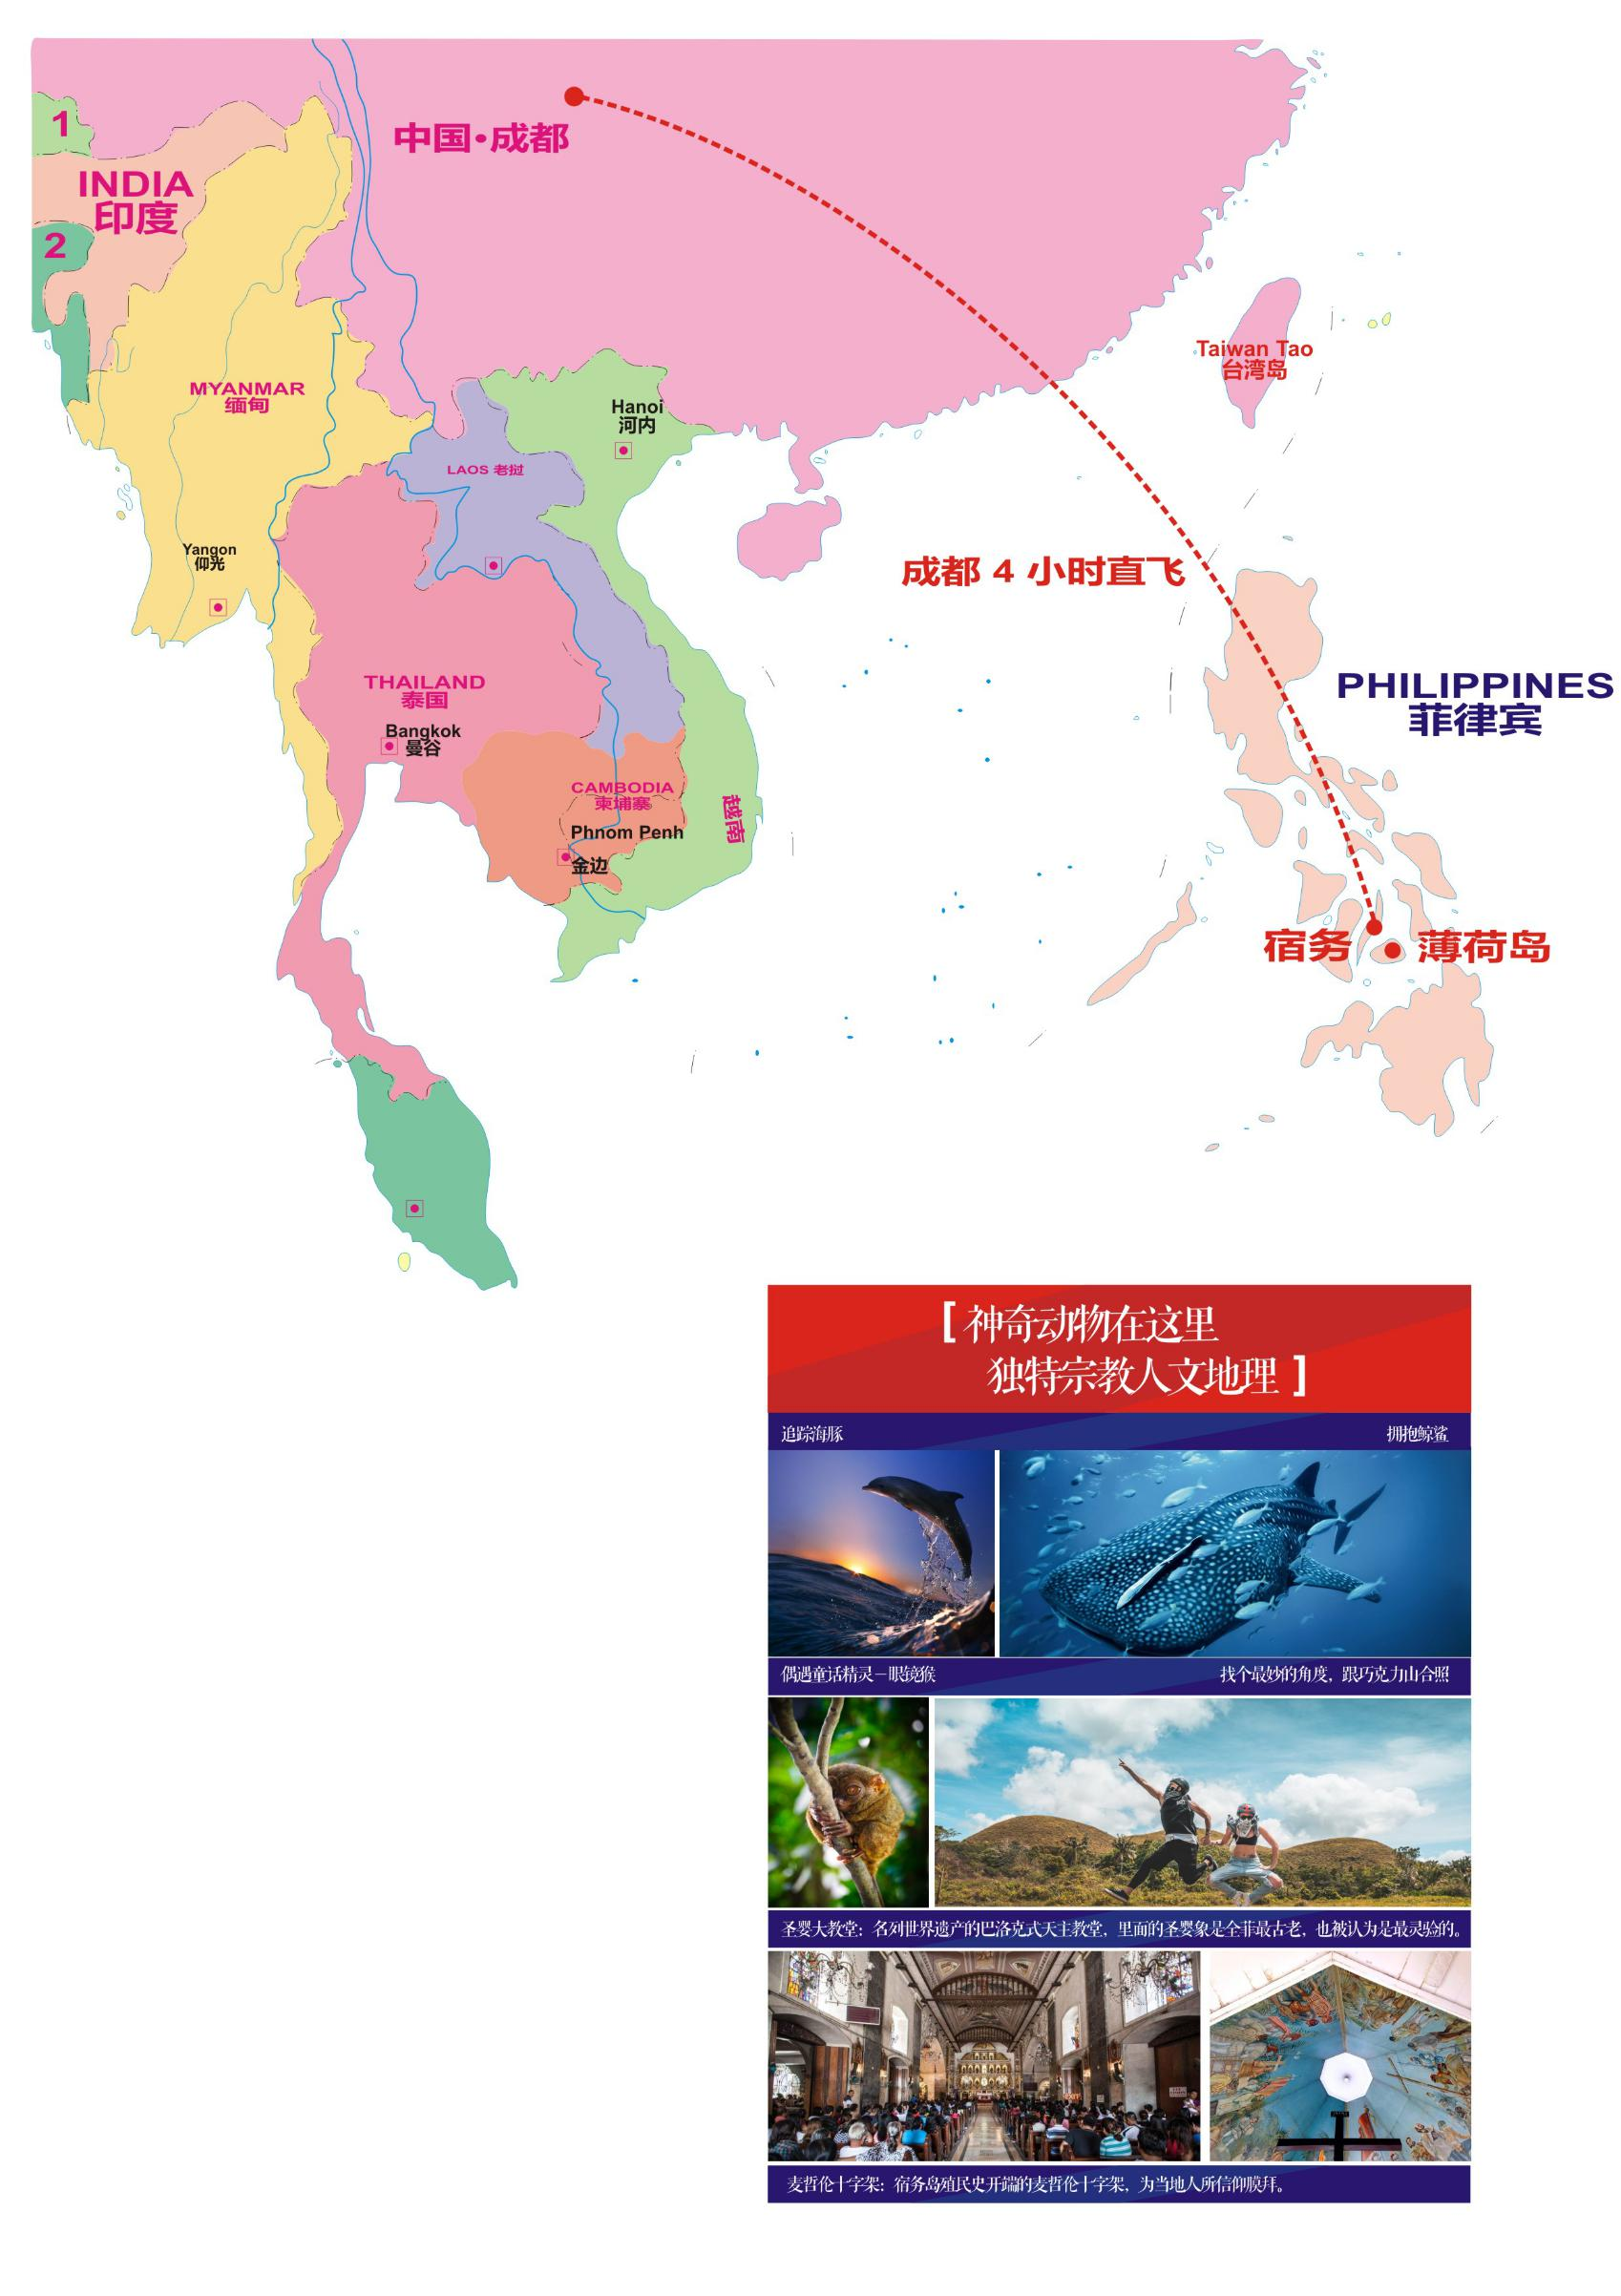 1
中国·成都
INDIA
印度
2
Taiwan Tao
台湾岛
MYANMAR
缅甸
Hanoi
河内
LAOS 老挝
Yangon
仰光
成都 4 小时直飞
THAILAND
泰国
PHILIPPINES
菲律宾
Bangkok
曼谷
CAMBODIA
柬埔寨
越南
Phnom Penh
金边
宿务
薄荷岛
[ 神奇动物在这里
独特宗教人文地理 ]
追踪海豚
拥抱鲸鲨
偶遇童话精灵－眼镜猴
找个最妙的角度，跟巧克力山合照
圣婴大教堂：名列世界遗产的巴洛克式天主教堂，里面的圣婴象是全菲最古老，也被认为是最灵验的。
麦哲伦十字架：宿务岛殖民史开端的麦哲伦十字架，为当地人所信仰膜拜。